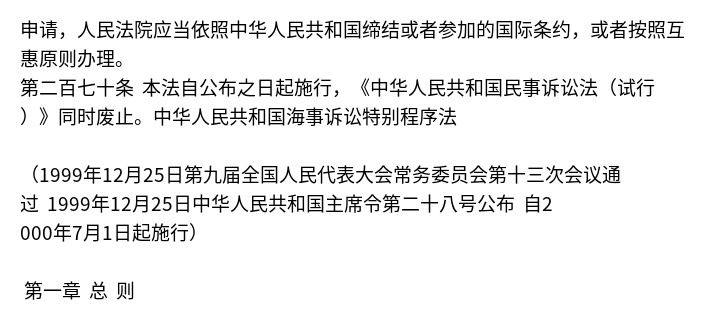 申请，人民法院应当依照中华人民共和国缔结或者参加的国际条约，或者按照互
惠原则办理。
第二百七十条 本法自公布之日起施行，《中华人民共和国民事诉讼法（试行
）》同时废止。中华人民共和国海事诉讼特别程序法
（1999年12月25日第九届全国人民代表大会常务委员会第十三次会议通
过 1999年12月25日中华人民共和国主席令第二十八号公布 自2
000年7月1日起施行）
第一章 总 则